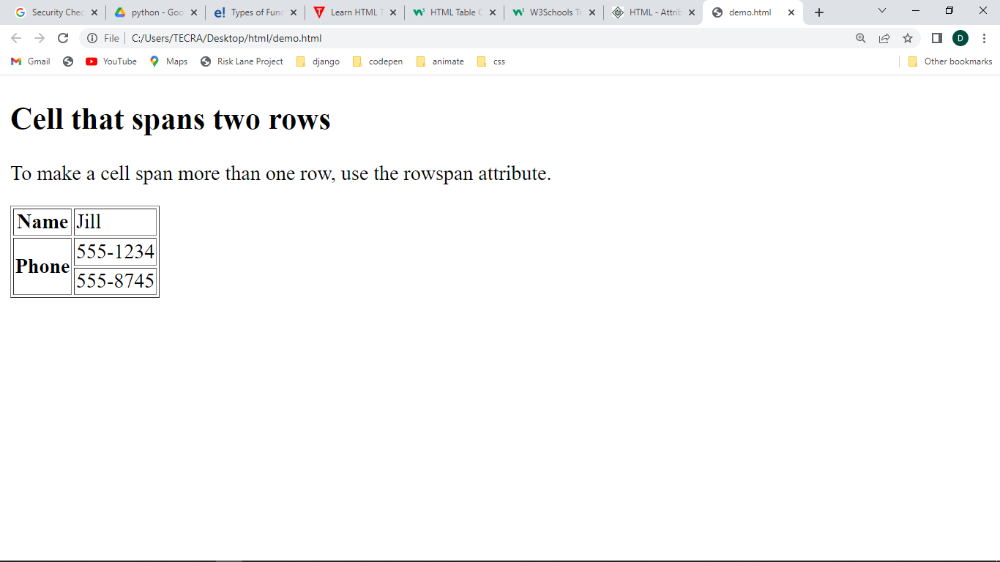 Security Chec
python - Goo
Types of Func
Learn HTML T
HTML Table C
W3Schools Tr
HTML - Attrib
demo.html
File
C:/Users/TECRA/Desktop/html/demo.html
D
Gmail
YouTube
Maps
Risk Lane Project
django
codepen
animate
css
Other bookmarks
Cell that spans two rows
To make a cell span more than one row, use the rowspan attribute.
Name Jill
Phone 555-1234
555-8745